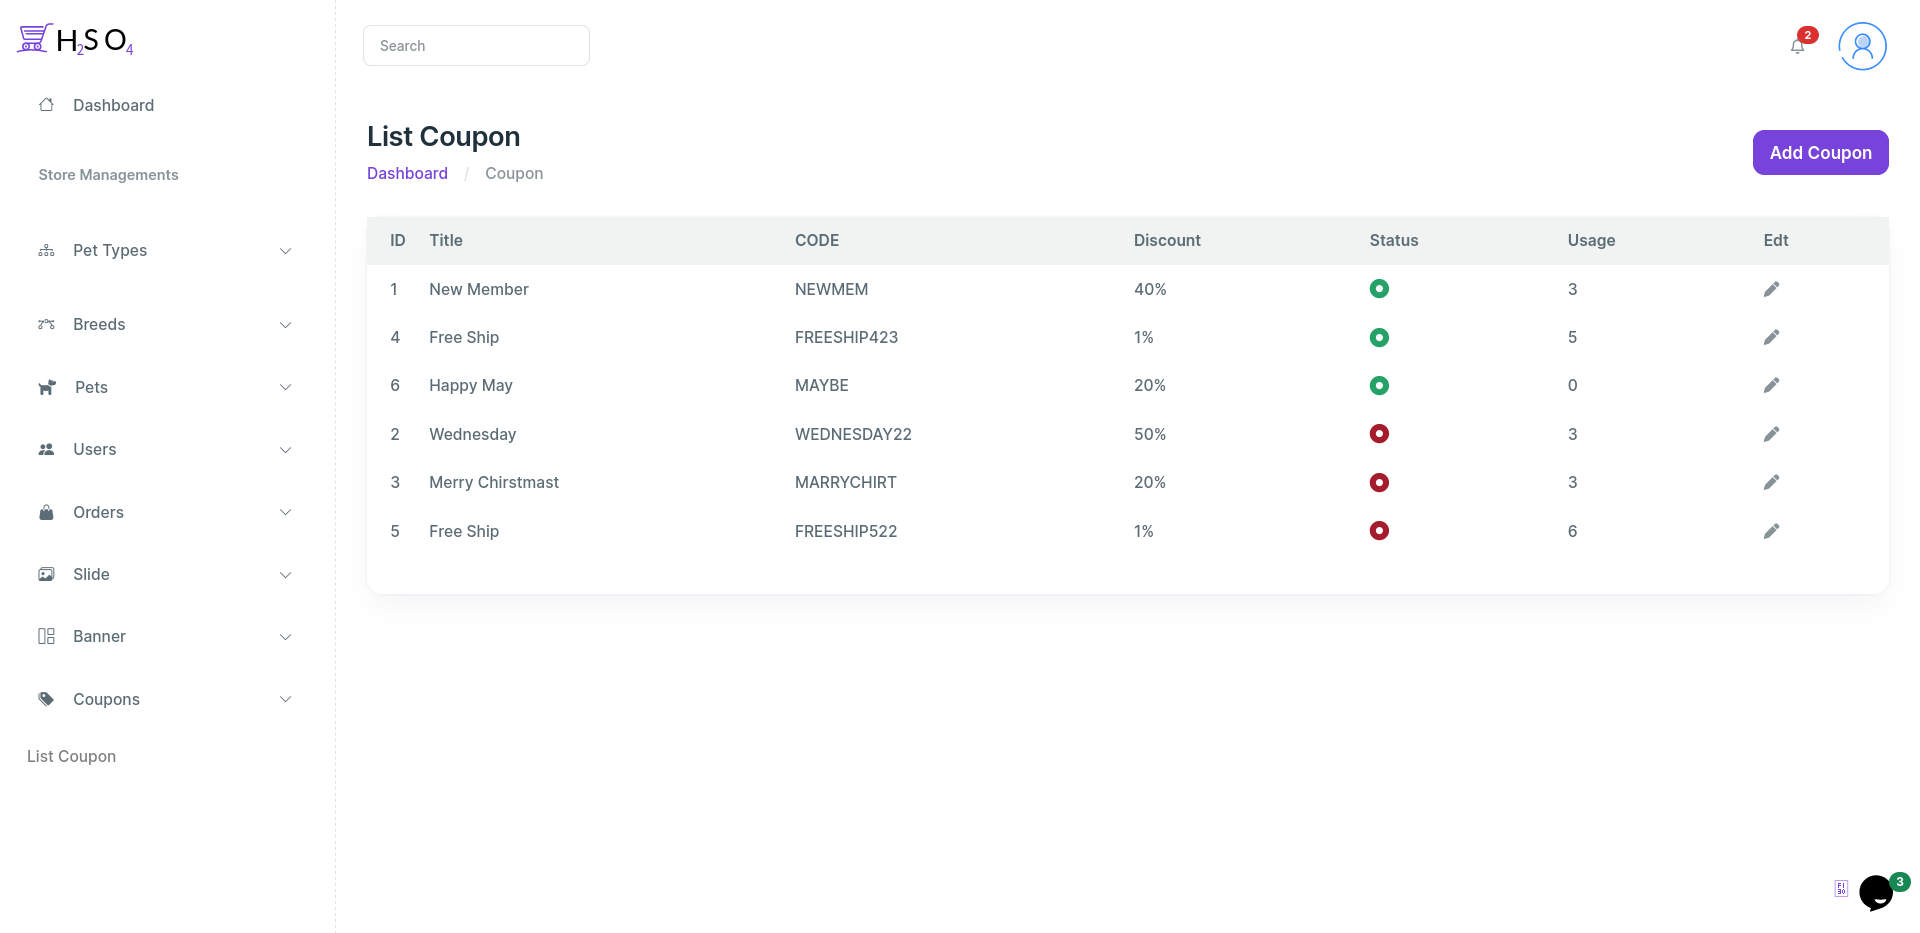 H2SO4
Search
2
Dashboard
Store Managements
Pet Types
Breeds
Pets
Users
Orders
Slide
Banner
Coupons
List Coupon
List Coupon
Dashboard / Coupon
Add Coupon
ID Title CODE Discount Status Usage Edt
1 New Member NEWMEM 40% 3
4 Free Ship FREESHIP423 1% 5
6 Happy May MAYBE 20% 0
2 Wednesday WEDNESDAY22 50% 3
3 Merry Chirstmast MARRYCHIRT 20% 3
5 Free Ship FREESHIP522 1% 6
3